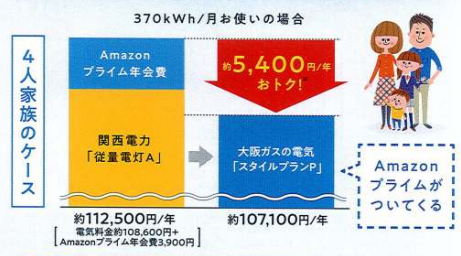 370kWh/月お使いの場合
4人家族のケース
Amazon
プライム年会費
関西電力
「従量電灯A」
約5,400円/年
おトク!
大阪ガスの電気
「スタイルプランP」
Amazon
プライムが
ついてくる
約112,500円/年
電気料金約108,600円+
Amazonプライム年会費3,900円
約107,100円/年